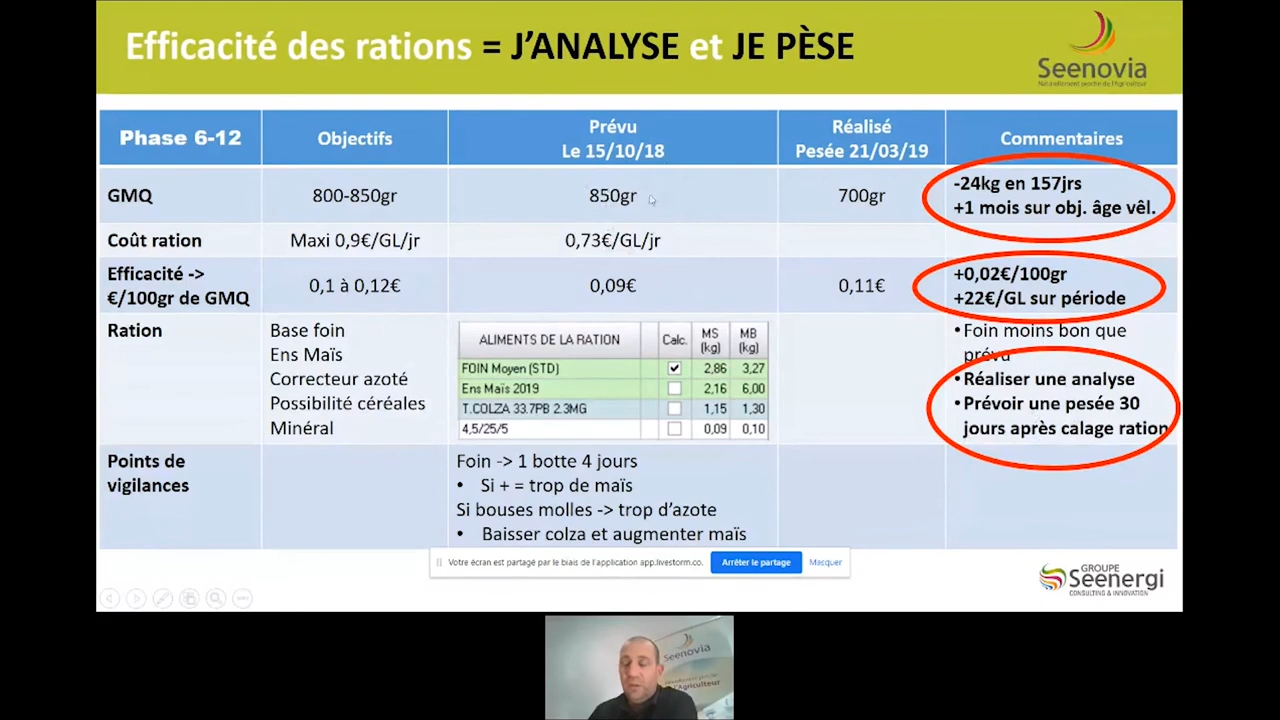 Efficacité des rations = J’ANALYSE et JE PÈSE
Seenovia
Naturellement proche de l'Agriculteur
Phase 6-12
Objectifs
Prévu
Le 15/10/18
Réalisé
Pesée 21/03/19
Commentaires
GMQ
800-850gr
850gr
700gr
-24kg en 157jrs
+1 mois sur obj. âge vêl.
Coût ration
Maxi 0,9€/GL/jr
0,73€/GL/jr
Efficacité ->
€/100gr de GMQ
0,1 à 0,12€
0,09€
0,11€
+0,02€/100gr
+22€/GL sur période
Ration
Base foin
Ens Maïs
Correcteur azoté
Possibilité céréales
Minéral
ALIMENTS DE LA RATION
Calc.
MS
(kg)
MB
(kg)
FOIN Moyen (STD)
2,86
3,27
Ens Maïs 2019
2,16
6,00
T.COLZA 33.7PB 2.3MG
1,15
1,30
4,5/25/5
0,09
0,10
• Foin moins bon que
prévu
• Réaliser une analyse
• Prévoir une pesée 30
jours après calage ration
Points de
vigilances
Foin -> 1 botte 4 jours
• Si + = trop de maïs
Si bouses molles -> trop d’azote
• Baisser colza et augmenter maïs
Votre écran est partagé par le biais de l'application app.livestorm.co.
Arrêter le partage
Masquer
GROUPE
Seenergi
CONSULTING & INNOVATION
Seenovia
l'Agriculteur